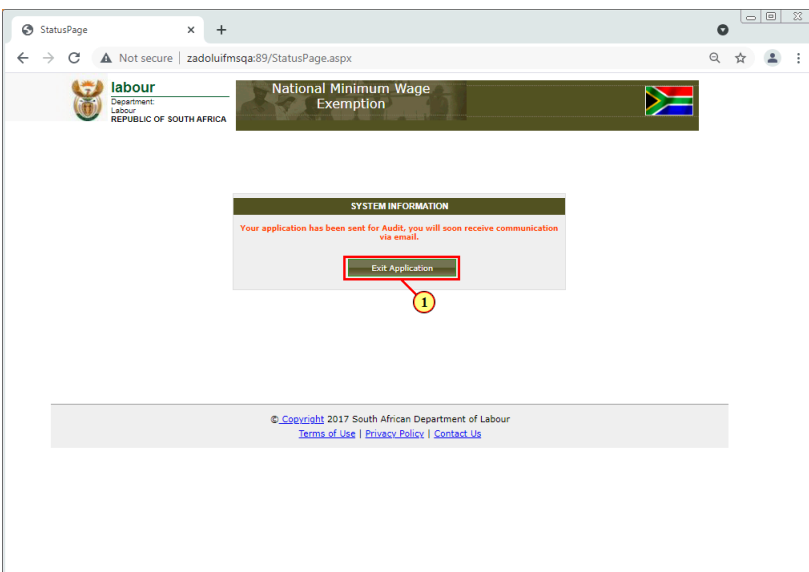 StatusPage
Not secure | zadoluifmsqa:89/StatusPage.aspx
labour
Department:
Labour
REPUBLIC OF SOUTH AFRICA
National Minimum Wage
Exemption
SYSTEM INFORMATION
Your application has been sent for Audit, you will soon receive communication
via email.
Exit Application
1
© Copyright 2017 South African Department of Labour
Terms of Use | Privacy Policy | Contact Us